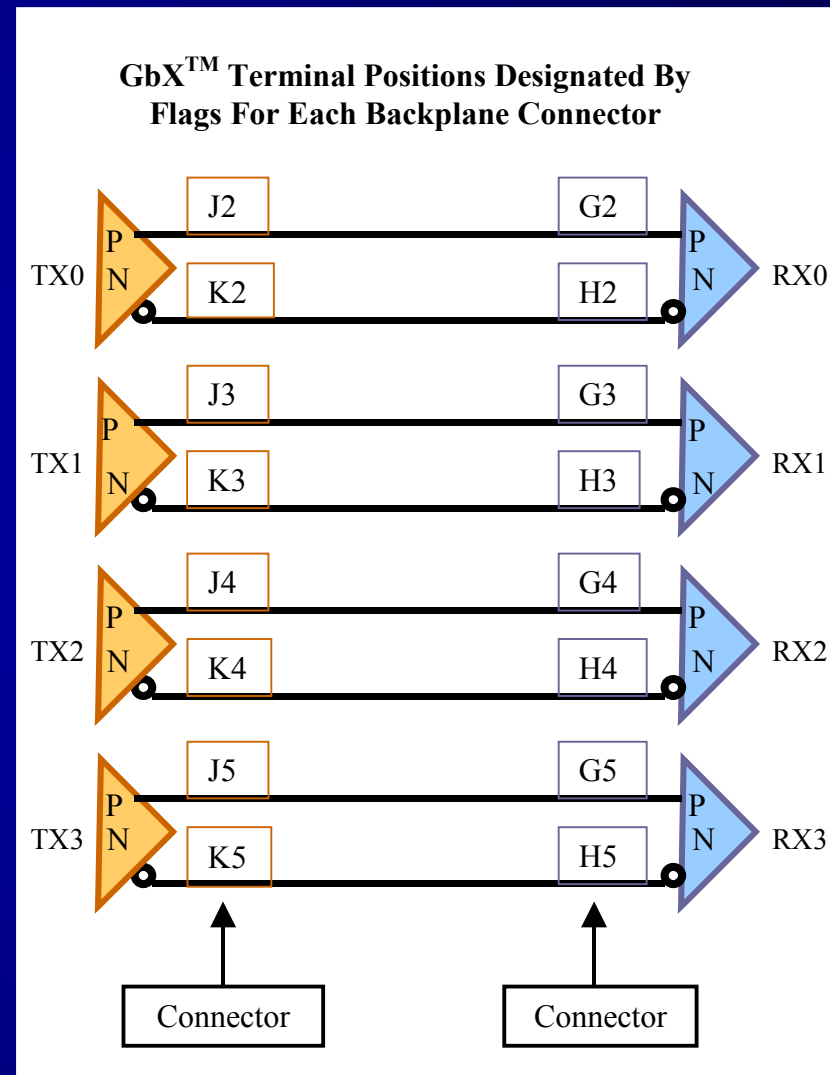 GbX™ Terminal Positions Designated By
Flags For Each Backplane Connector
J2 G2
P P
TX0 N K2 H2 N RX0
J3 G3
P P
TX1 N K3 H3 N RX1
J4 G4
P P
TX2 N K4 H4 N RX2
J5 G5
P P
TX3 N K5 H5 N RX3
Connector Connector